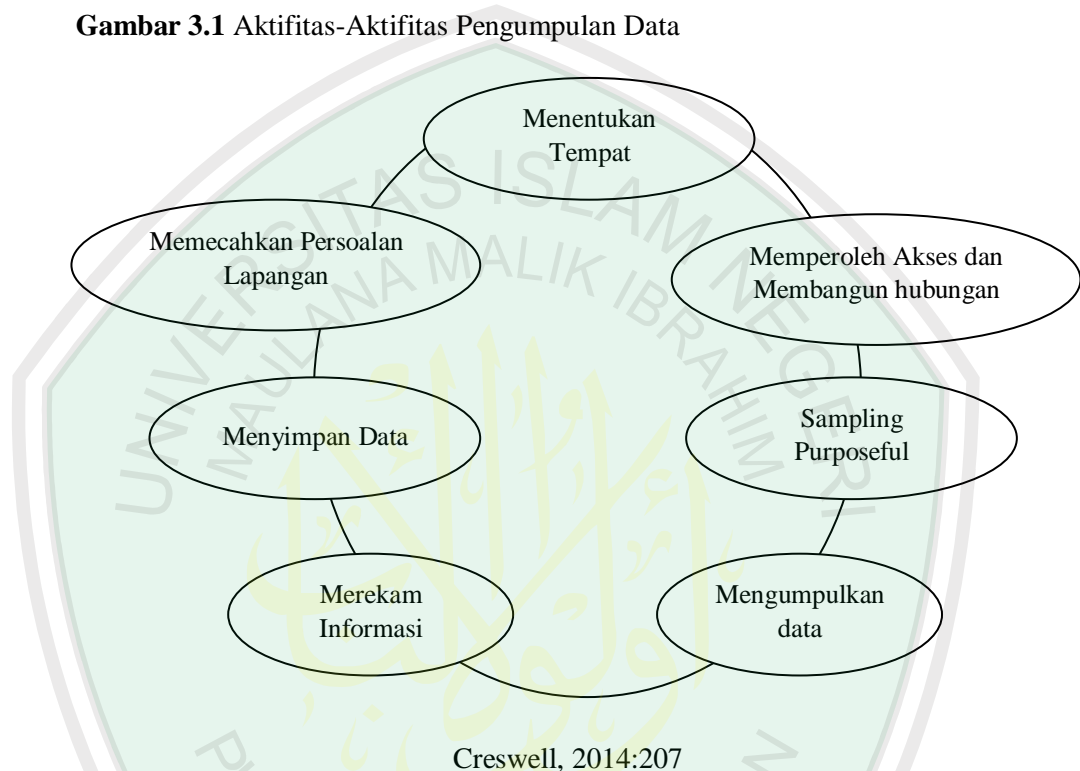 Gambar 3.1 Aktifitas-Aktifitas Pengumpulan Data
Menentukan
Tempat
Memperoleh Akses dan
Membangun hubungan
Sampling
Purposeful
Mengumpulkan
data
Merekam
Informasi
Menyimpan Data
Memecahkan Persoalan
Lapangan
Creswell, 2014:207
UNIVERSITAS ISLAM NEGERI
MAULANA MALIK IBRAHIM